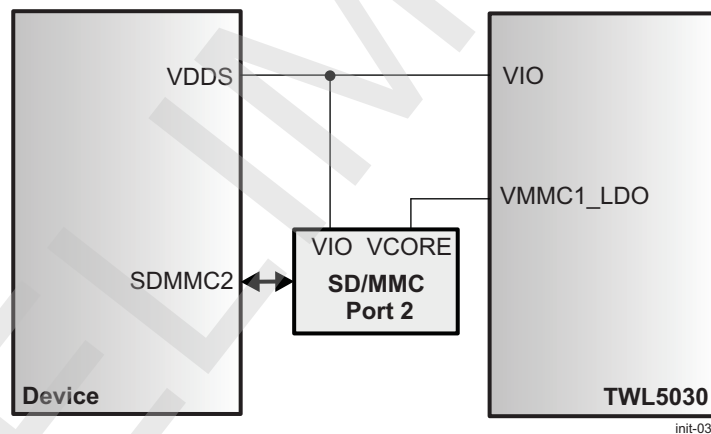 VDDS
VIO
VMMC1_LDO
VIO VCORE
SDMMC2
SD/MMC
Port 2
Device
TWL5030
init-03